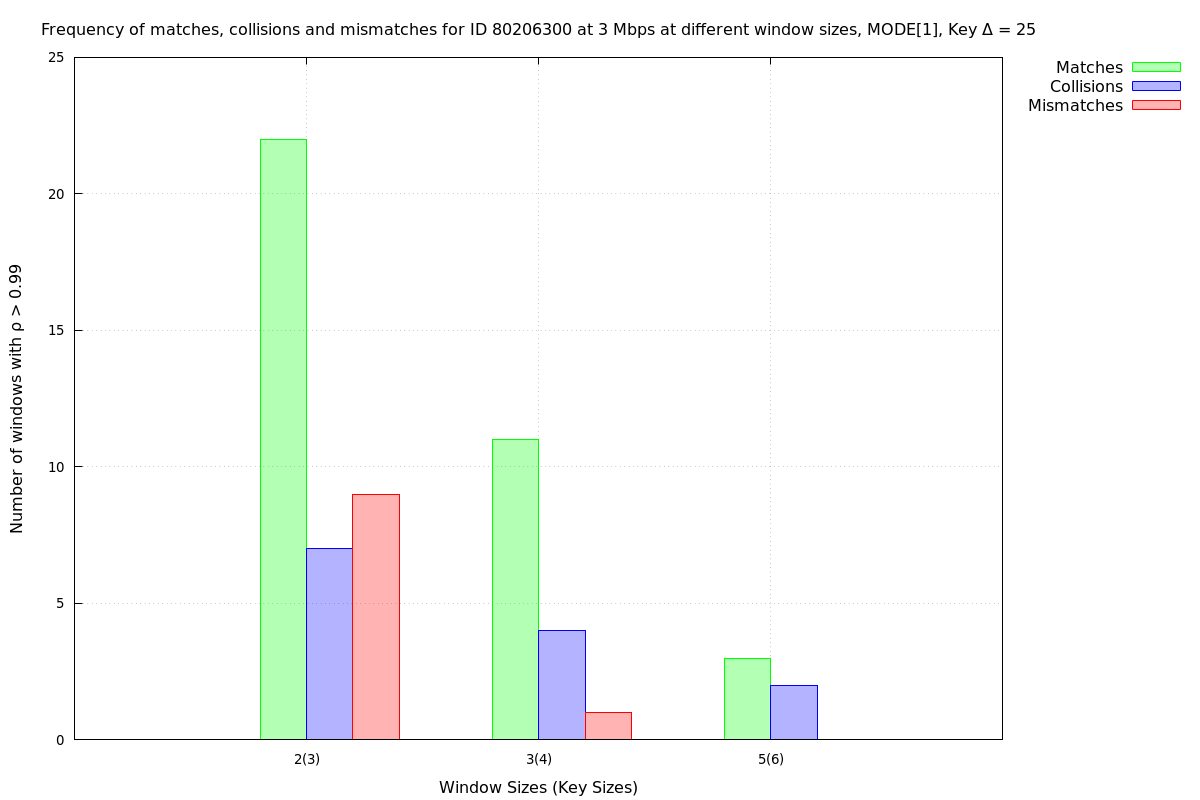 Frequency of matches, collisions and mismatches for ID 80206300 at 3 Mbps at different window sizes, MODE[1], Key Δ = 25
Matches
Collisions
Mismatches
Number of windows with ρ > 0.99
25
20
15
10
5
0
2(3) 3(4) 5(6)
Window Sizes (Key Sizes)